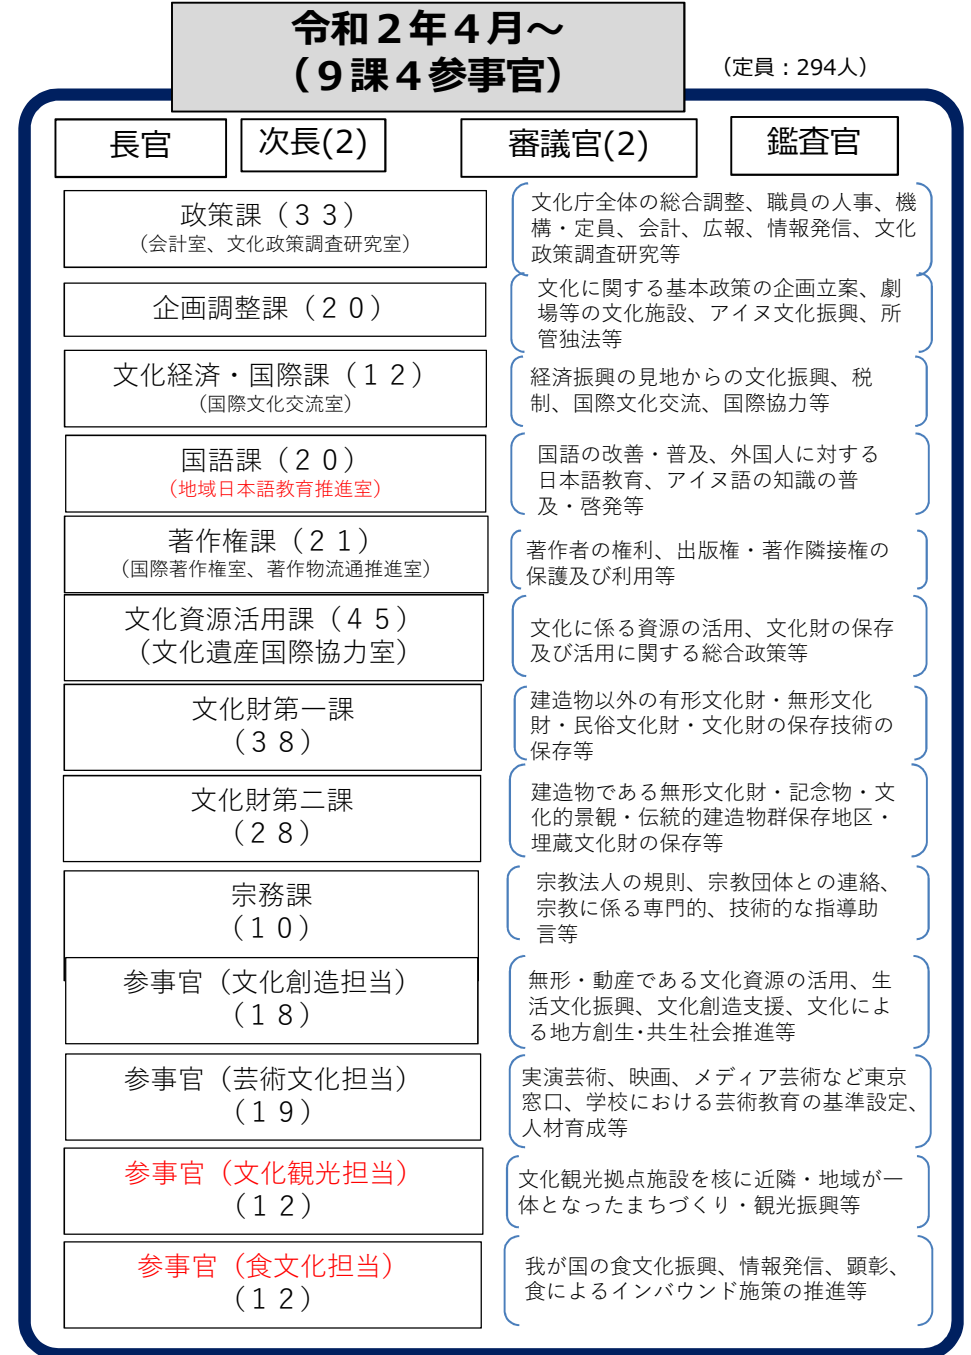 令和２年４月～
（９課４参事官）
（定員：294人）
長官
次長(2)
審議官(2)
鑑査官
政策課（３３）
（会計室、文化政策調査研究室）
文化庁全体の総合調整、職員の人事、機
構・定員、会計、広報、情報発信、文化
政策調査研究等
企画調整課（２０）
文化に関する基本政策の企画立案、劇
場等の文化施設、アイヌ文化振興、所
管独法等
文化経済・国際課（１２）
（国際文化交流室）
経済振興の見地からの文化振興、税
制、国際文化交流、国際協力等
国語課（２０）
（地域日本語教育推進室）
国語の改善・普及、外国人に対する
日本語教育、アイヌ語の知識の普
及・啓発等
著作権課（２１）
（国際著作権室、著作物流通推進室）
著作者の権利、出版権・著作隣接権の
保護及び利用等
文化資源活用課（４５）
（文化遺産国際協力室）
文化に係る資源の活用、文化財の保存
及び活用に関する総合政策等
文化財第一課
（３８）
建造物以外の有形文化財・無形文化
財・民俗文化財・文化財の保存技術の
保存等
文化財第二課
（２８）
建造物である無形文化財・記念物・文
化的景観・伝統的建造物群保存地区・
埋蔵文化財の保存等
宗務課
（１０）
宗教法人の規則、宗教団体との連絡、
宗教に係る専門的、技術的な指導助
言等
参事官（文化創造担当）
（１８）
無形・動産である文化資源の活用、生
活文化振興、文化創造支援、文化によ
る地方創生・共生社会推進等
参事官（芸術文化担当）
（１９）
実演芸術、映画、メディア芸術など東京
窓口、学校における芸術教育の基準設定、
人材育成等
参事官（文化観光担当）
（１２）
文化観光拠点施設を核に近隣・地域が一
体となったまちづくり・観光振興等
参事官（食文化担当）
（１２）
我が国の食文化振興、情報発信、顕彰、
食によるインバウンド施策の推進等